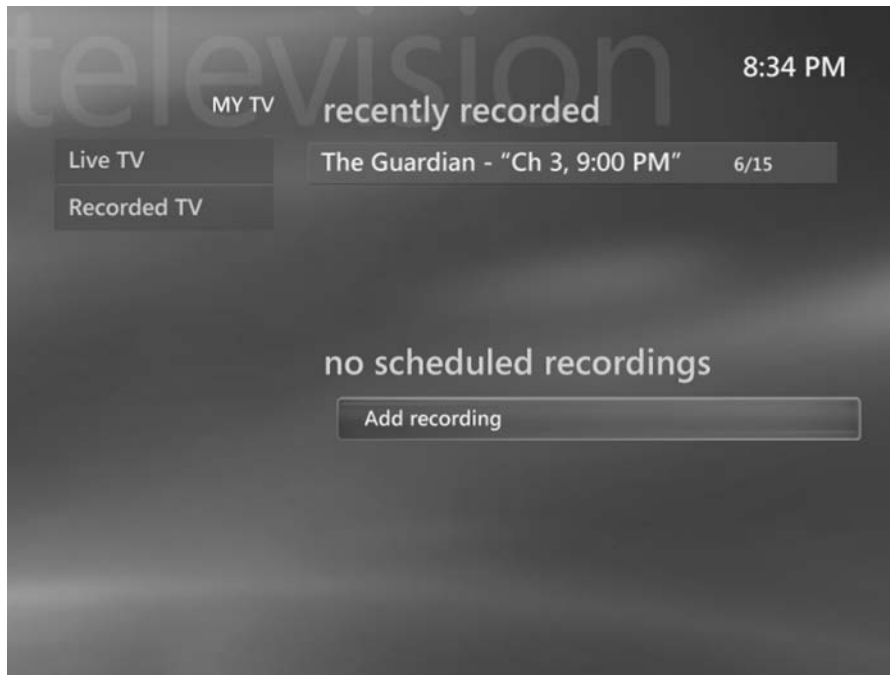 television
8:34 PM
MY TV
recently recorded
Live TV
The Guardian - “Ch 3, 9:00 PM” 6/15
Recorded TV
no scheduled recordings
Add recording